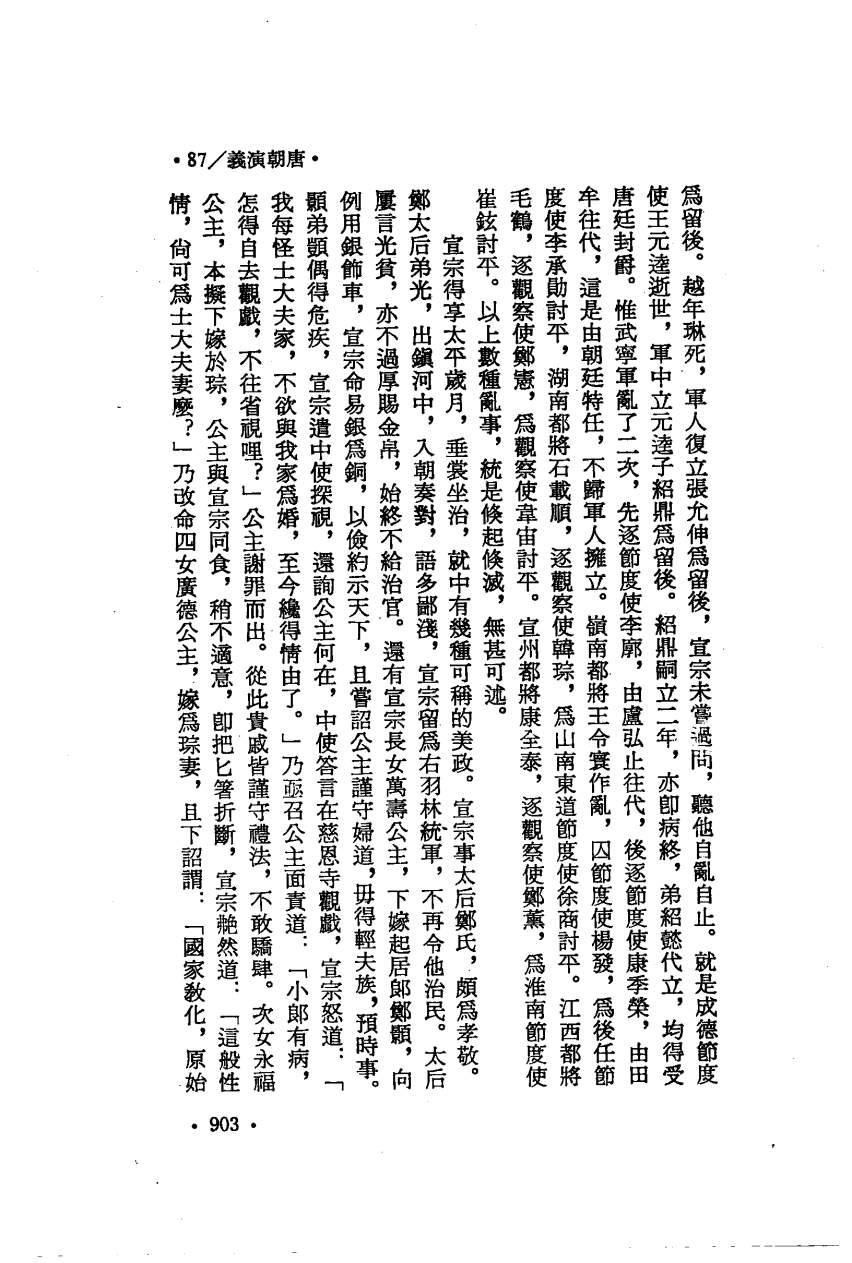 •87／義演朝唐•
爲留後。越年琳死，軍人復立張允伸爲留後，宣宗未嘗過問，聽他自亂自止。就是成德節度
使王元逵逝世，軍中立元逵子紹鼎爲留後。紹鼎嗣立二年，亦卽病終，弟紹懿代立，均得受
唐廷封爵。惟武寧軍亂了二次，先逐節度使李廓，由盧弘止往代，後逐節度使康季榮，由田
牟往代，這是由朝廷特任，不歸軍人擁立。嶺南都將王令寰作亂，囚節度使楊發，爲後任節
度使李承勛討平，湖南都將石載順，逐觀察使韓琮，爲山南東道節度使徐商討平。江西都將
毛鶴，逐觀察使鄭憲，爲觀察使韋宙討平。宣州都將康全泰，逐觀察使鄭薰，爲淮南節度使
崔鉉討平。以上數種亂事，統是倏起倏滅，無甚可述。
宣宗得享太平歲月，垂裳坐治，就中有幾種可稱的美政。宣宗事太后鄭氏，頗爲孝敬。
鄭太后弟光，出鎭河中，入朝奏對，語多鄙淺，宣宗留爲右羽林統軍，不再令他治民。太后
屢言光貧，亦不過厚賜金帛，始終不給治官。還有宣宗長女萬壽公主，下嫁起居郞鄭顥，向
例用銀飾車，宣宗命易銀爲銅，以儉約示天下，且嘗詔公主謹守婦道，毋得輕夫族，預時事。
顥弟顗偶得危疾，宣宗遣中使探視，還詢公主何在，中使答言在慈恩寺觀戲，宣宗怒道：「
我每怪士大夫家，不欲與我家爲婚，至今纔得情由了。」乃亟召公主面責道：「小郞有病，
怎得自去觀戲，不往省視哩？」公主謝罪而出。從此貴戚皆謹守禮法，不敢驕肆。次女永福
公主，本擬下嫁於琮，公主與宣宗同食，稍不適意，卽把匕箸折斷，宣宗艴然道：「這般性
情，尙可爲士大夫妻麼？」乃改命四女廣德公主，嫁爲琮妻，且下詔謂：「國家敎化，原始
•903•